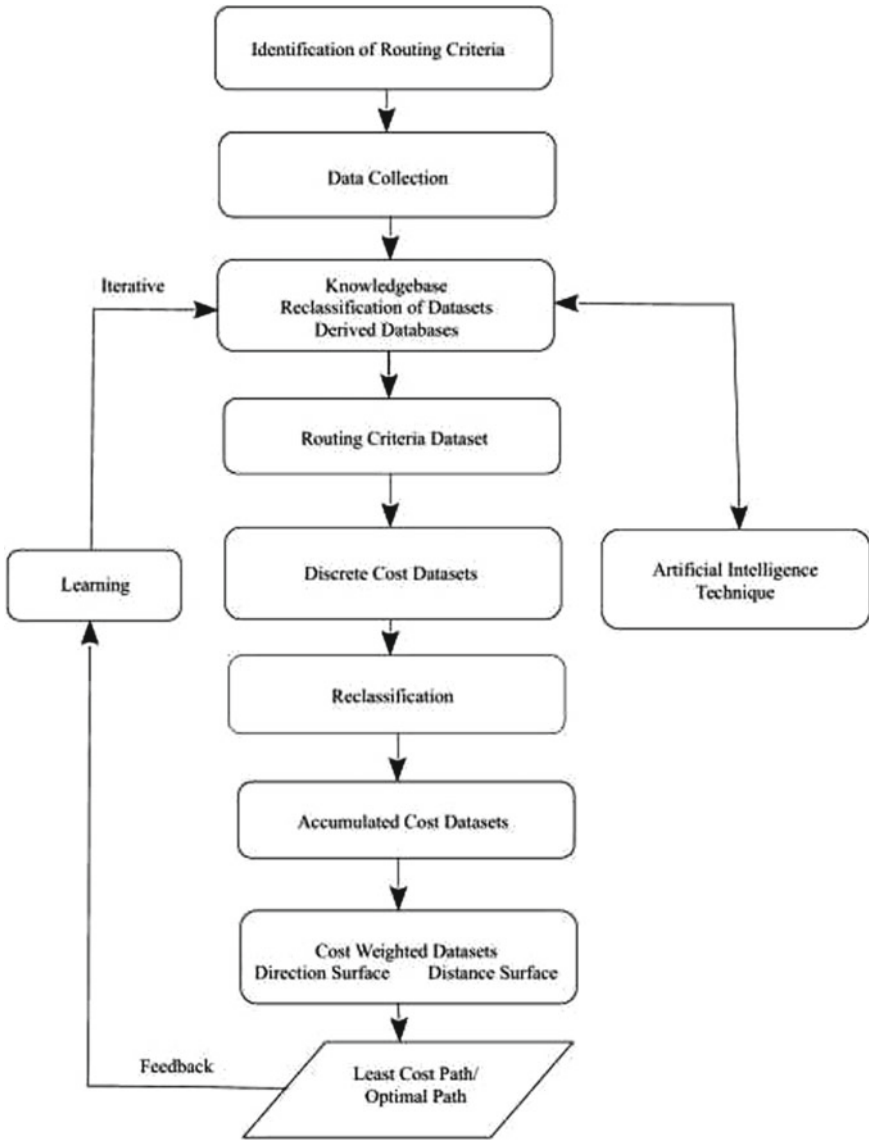 Identification of Routing Criteria
Data Collection
Iterative
Knowledgebase
Reclassification of Datasets
Derived Databases
Routing Criteria Dataset
Discrete Cost Datasets
Learning
Artificial Intelligence
Technique
Reclassification
Accumulated Cost Datasets
Cost Weighted Datasets
Direction Surface Distance Surface
Feedback
Least Cost Path/
Optimal Path